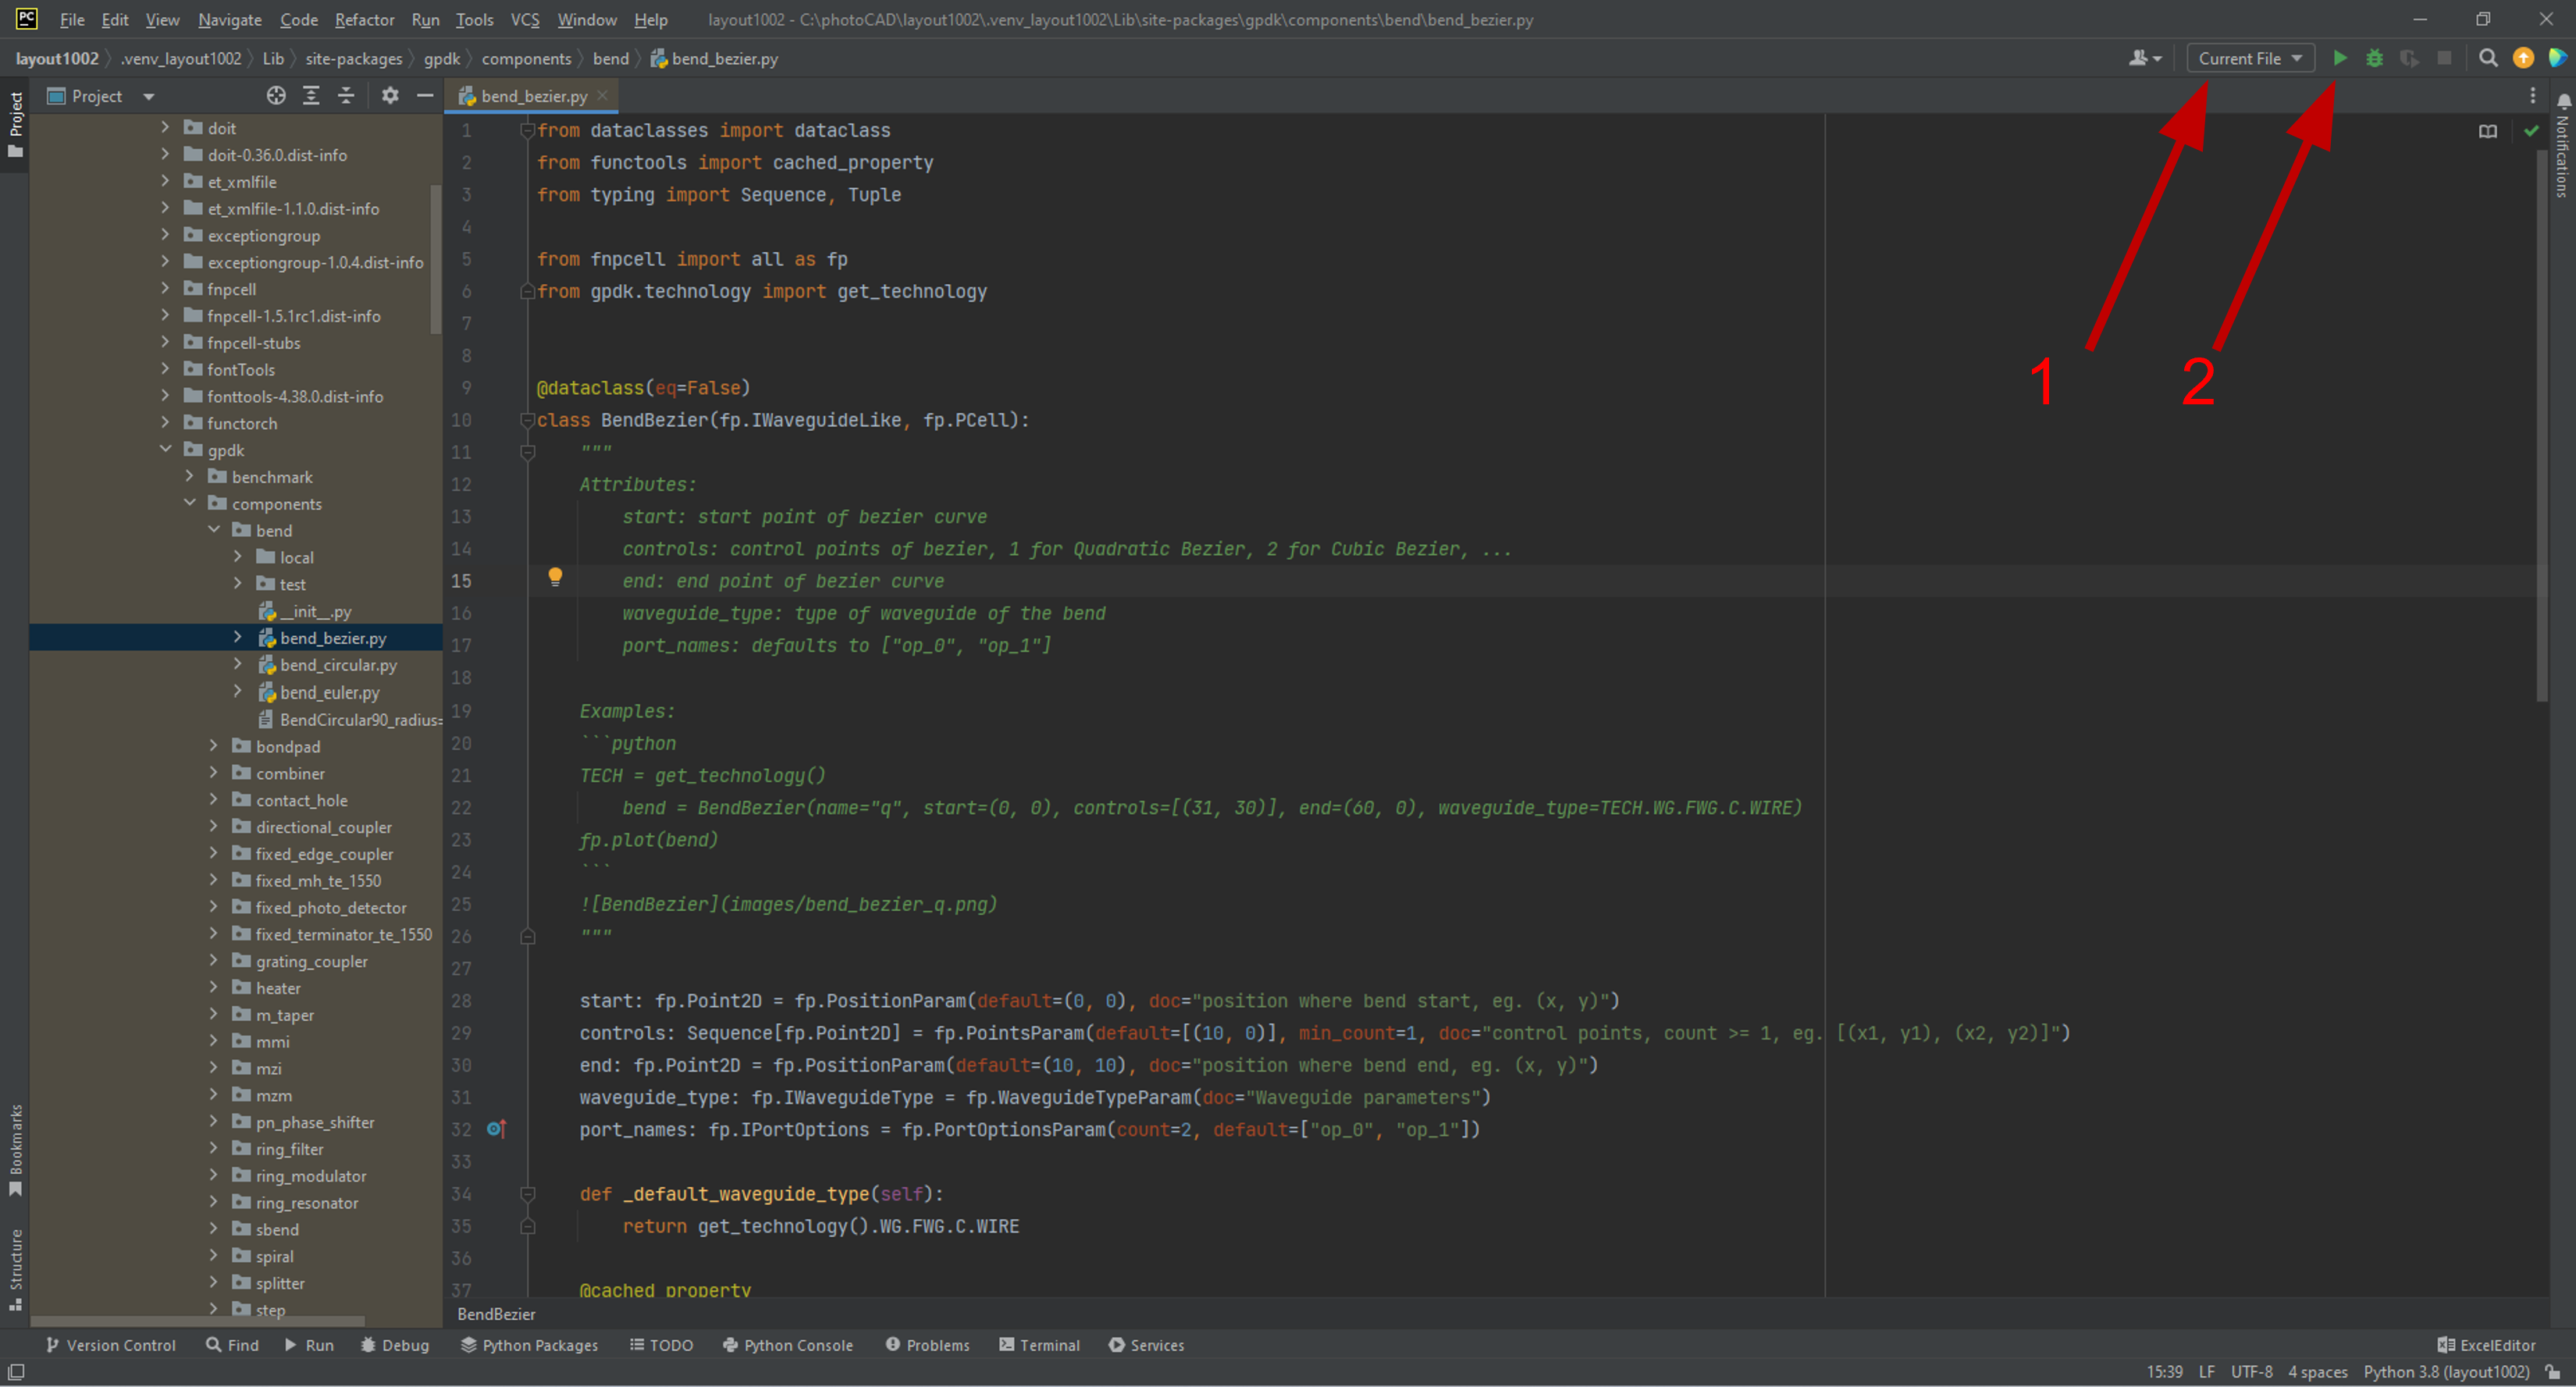 PC File Edit View Navigate Code Refactor Run Tools VCS Window Help layout1002 - C:\photoCAD\layout1002\.venv_layout1002\Lib\site-packages\gpdk\components\bend\bend_bezier.py
layout1002 .venv_layout1002 Lib site-packages gpdk components bend bend_bezier.py Current File
Project
Project
bend_bezier.py
Notifications
1
2
doit
doit-0.36.0.dist-info
et_xmlfile
et_xmlfile-1.1.0.dist-info
exceptiongroup
exceptiongroup-1.0.4.dist-info
fnpcell
fnpcell-1.5.1rc1.dist-info
fnpcell-stubs
fontTools
fonttools-4.38.0.dist-info
functorch
gpdk
benchmark
components
bend
local
test
__init__.py
bend_bezier.py
bend_circular.py
bend_euler.py
BendCircular90_radius=
bondpad
combiner
contact_hole
directional_coupler
fixed_edge_coupler
fixed_mh_te_1550
fixed_photo_detector
fixed_terminator_te_1550
grating_coupler
heater
m_taper
mmi
mzi
mzm
pn_phase_shifter
ring_filter
ring_modulator
ring_resonator
sbend
spiral
splitter
step
Bookmarks
Structure
1 from dataclasses import dataclass
2 from functools import cached_property
3 from typing import Sequence, Tuple
4
5 from fnpcell import all as fp
6 from gpdk.technology import get_technology
7
8
9 @dataclass(eq=False)
10 class BendBezier(fp.IWaveguideLike, fp.PCell):
11 """
12 Attributes:
13 start: start point of bezier curve
14 controls: control points of bezier, 1 for Quadratic Bezier, 2 for Cubic Bezier, ...
15 end: end point of bezier curve
16 waveguide_type: type of waveguide of the bend
17 port_names: defaults to ["op_0", "op_1"]
18
19 Examples:
20 ```python
21 TECH = get_technology()
22 bend = BendBezier(name="q", start=(0, 0), controls=[(31, 30)], end=(60, 0), waveguide_type=TECH.WG.FWG.C.WIRE)
23 fp.plot(bend)
24 ```
25 ![BendBezier](images/bend_bezier_q.png)
26 """
27
28 start: fp.Point2D = fp.PositionParam(default=(0, 0), doc="position where bend start, eg. (x, y)")
29 controls: Sequence[fp.Point2D] = fp.PointsParam(default=[(10, 0)], min_count=1, doc="control points, count >= 1, eg. [(x1, y1), (x2, y2)]")
30 end: fp.Point2D = fp.PositionParam(default=(10, 10), doc="position where bend end, eg. (x, y)")
31 waveguide_type: fp.IWaveguideType = fp.WaveguideTypeParam(doc="Waveguide parameters")
32 port_names: fp.IPortOptions = fp.PortOptionsParam(count=2, default=["op_0", "op_1"])
33
34 def _default_waveguide_type(self):
35 return get_technology().WG.FWG.C.WIRE
36
37 @cached_property
BendBezier
Version Control Find Run Debug Python Packages TODO Python Console Problems Terminal Services ExcelEditor
15:39 LF UTF-8 4 spaces Python 3.8 (layout1002)